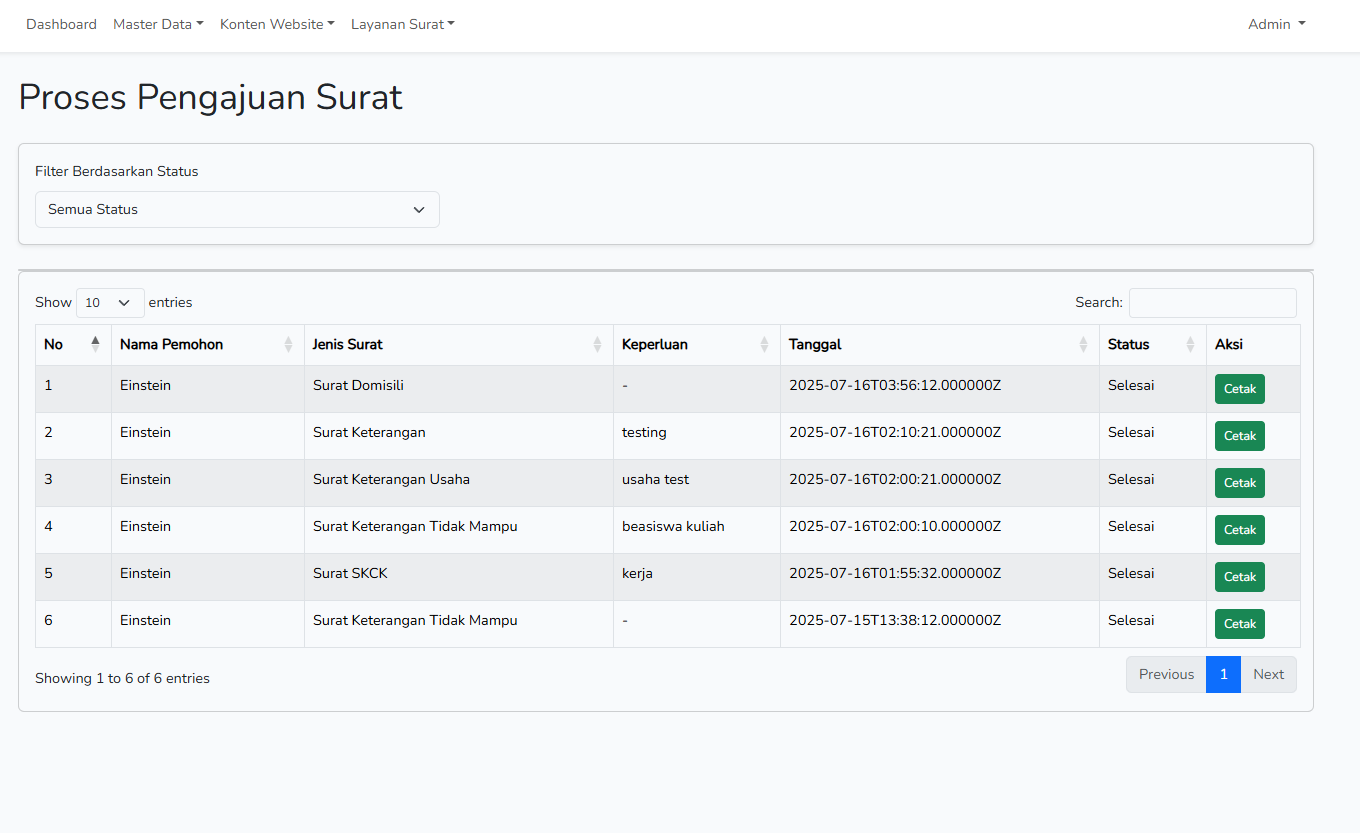 Dashboard Master Data Konten Website Layanan Surat Admin
Proses Pengajuan Surat
Filter Berdasarkan Status
Semua Status
Show 10 entries Search:
No Nama Pemohon Jenis Surat Keperluan Tanggal Status Aksi
1 Einstein Surat Domisili - 2025-07-16T03:56:12.000000Z Selesai Cetak
2 Einstein Surat Keterangan testing 2025-07-16T02:10:21.000000Z Selesai Cetak
3 Einstein Surat Keterangan Usaha usaha test 2025-07-16T02:00:21.000000Z Selesai Cetak
4 Einstein Surat Keterangan Tidak Mampu beasiswa kuliah 2025-07-16T02:00:10.000000Z Selesai Cetak
5 Einstein Surat SKCK kerja 2025-07-16T01:55:32.000000Z Selesai Cetak
6 Einstein Surat Keterangan Tidak Mampu - 2025-07-15T13:38:12.000000Z Selesai Cetak
Showing 1 to 6 of 6 entries Previous 1 Next